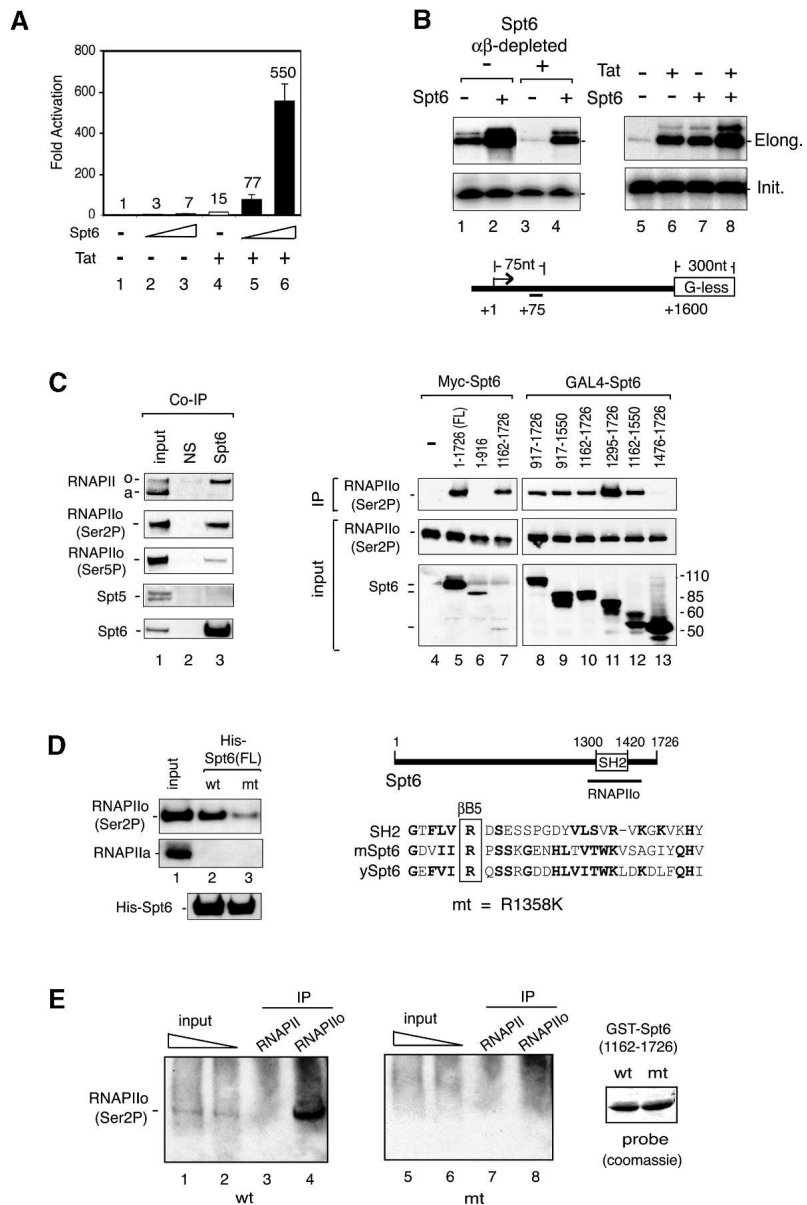 A
Fold Activation
800
600
400
200
0
1 3 7 15 77 550
Spt6 - -
Tat - - - + + +
1 2 3 4 5 6
B
Spt6
αβ-depleted
- +
Spt6 - + - +
Tat - + - +
Spt6 - - + +
Elong.
Init.
1 2 3 4 5 6 7 8
75nt 300nt
G-less
+1 +75 +1600
C
Co-IP
input NS Spt6
RNAPII o-
a-
RNAPIIo
(Ser2P)
RNAPIIo
(Ser5P)
Spt5
Spt6
1 2 3
Myc-Spt6 GAL4-Spt6
- 1-1726 (FL) 1-916 1162-1726 917-1726 917-1550 1162-1726 1295-1726 1162-1550 1476-1726
IP
RNAPIIo
(Ser2P)
input
RNAPIIo
(Ser2P)
Spt6
- 110
- 85
- 60
- 50
4 5 6 7 8 9 10 11 12 13
D
His-
Spt6(FL)
input wt mt
RNAPIIo
(Ser2P)
RNAPIIa
1 2 3
His-Spt6
1 1300 1420 1726
SH2
Spt6
RNAPIIo
βB5
SH2 GTFLV R DSESSPGDYVLSVR-VKGKVKHY
mSpt6 GDVII R PSSKGENHLTVTWKVSAGIYQHV
ySpt6 GEFVI R QSSRGDDHLVITWKLDKDLFQHI
mt = R1358K
E
input IP
RNAPII RNAPIIo
RNAPIIo
(Ser2P)
1 2 3 4
wt
input IP
RNAPII RNAPIIo
5 6 7 8
mt
GST-Spt6
(1162-1726)
wt mt
probe
(coomassie)